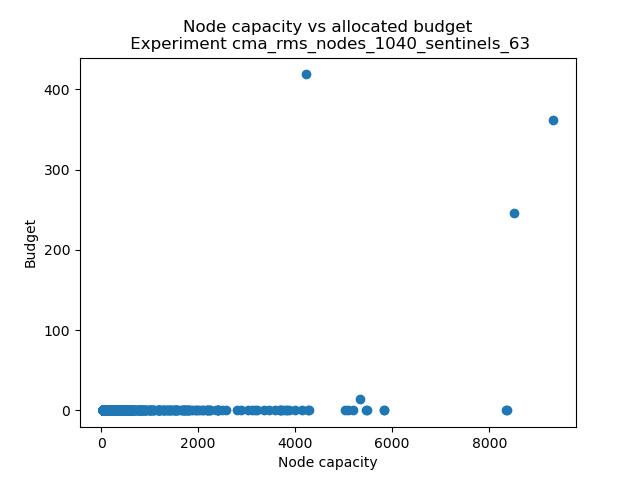 Node capacity vs allocated budget
Experiment cma_rms_nodes_1040_sentinels_63
400
300
200
100
0
Budget
0 2000 4000 6000 8000
Node capacity